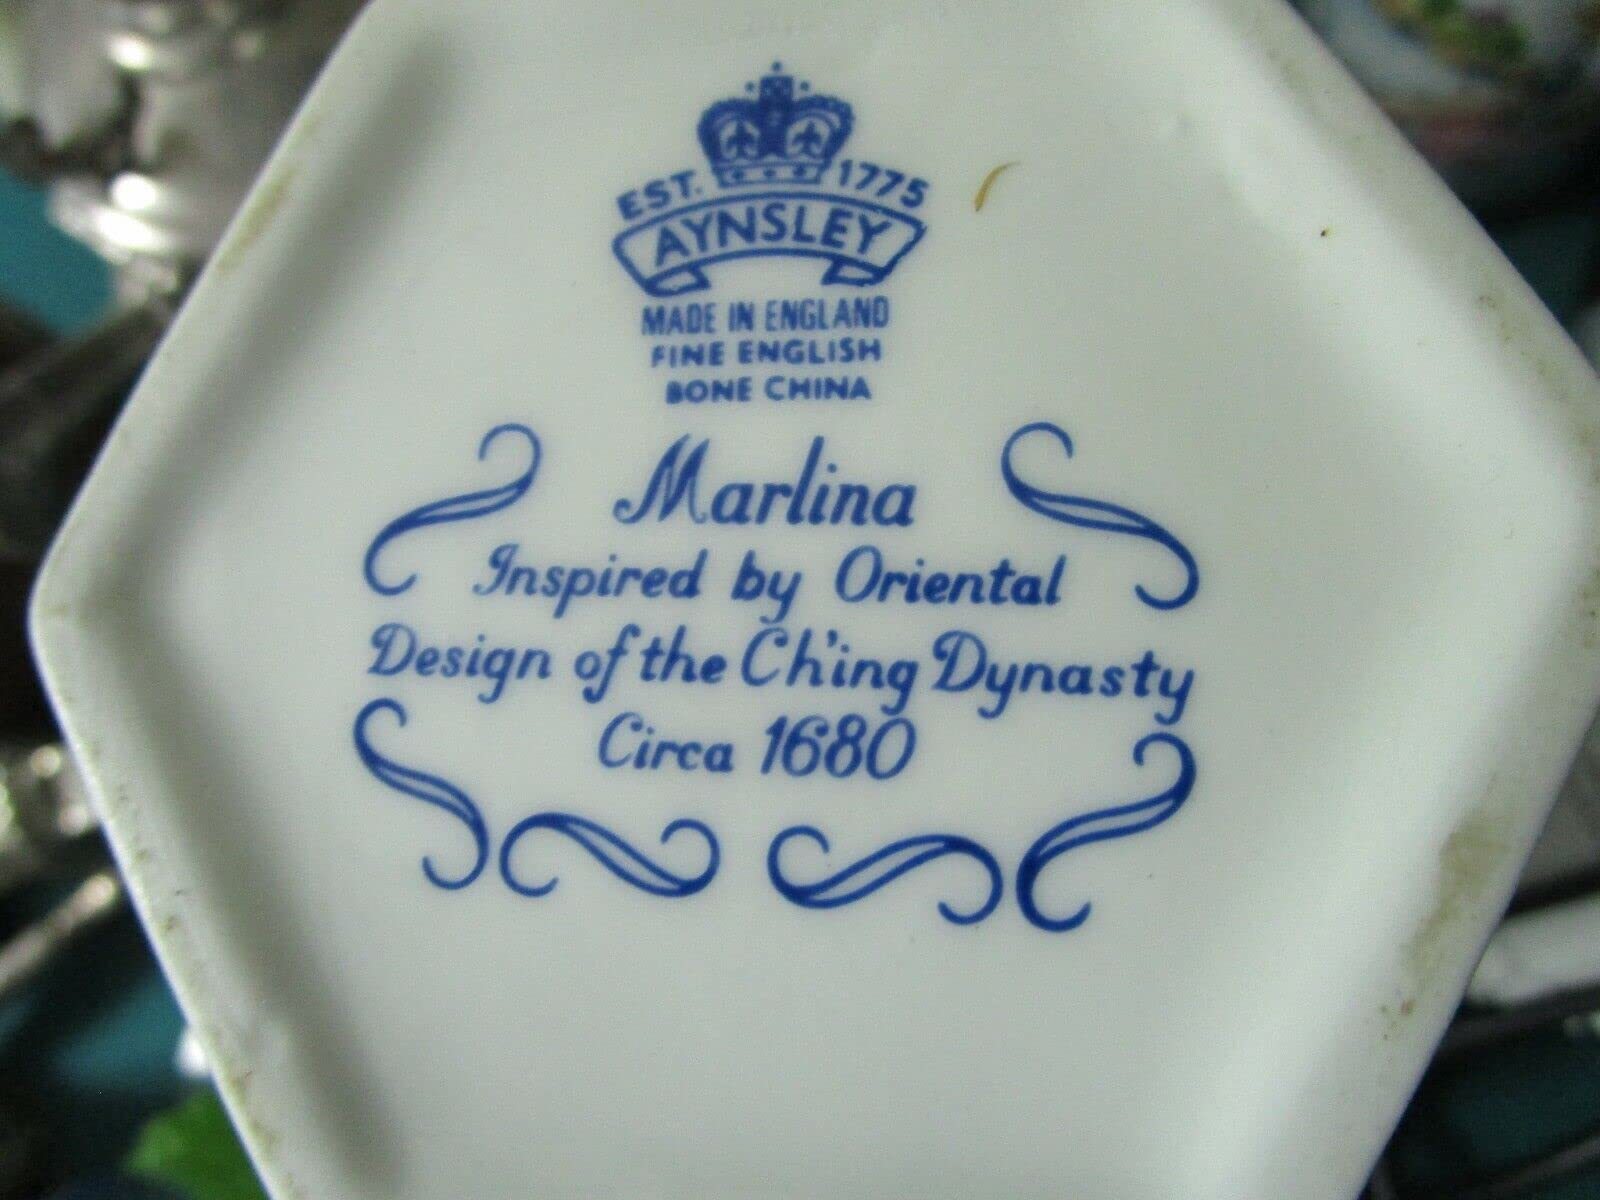 EST. 1775
AYNSLEY
MADE IN ENGLAND
FINE ENGLISH
BONE CHINA
Marlina
Inspired by Oriental
Design of the Ch'ing Dynasty
Circa 1680